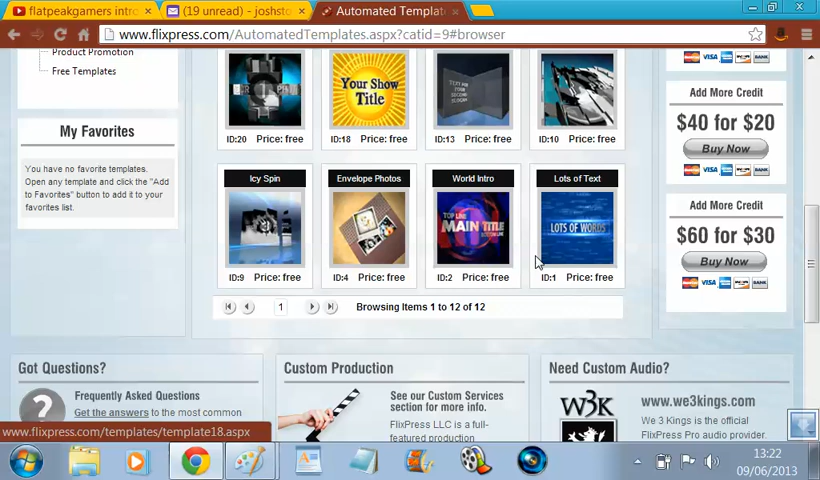 flatpeakgamers intro
(19 unread) - joshsto
Automated Templat
www.flixpress.com/AutomatedTemplates.aspx?catid=9#browser
Product Promotion
Free Templates
My Favorites
You have no favorite templates.
Open any template and click the "Add
to Favorites" button to add it to your
favorites list.
Your Show
Title
ID:20 Price: free
ID:18 Price: free
ID:13 Price: free
ID:10 Price: free
Icy Spin
Envelope Photos
World Intro
Lots of Text
TOP LINE
MAIN TITLE
LOTS OF WORDS
ID:9 Price: free
ID:4 Price: free
ID:2 Price: free
ID:1 Price: free
1
Browsing Items 1 to 12 of 12
VISA
BANK
Add More Credit
$40 for $20
Buy Now
VISA
BANK
Add More Credit
$60 for $30
Buy Now
VISA
BANK
Got Questions?
Frequently Asked Questions
Get the answers to the most common
Custom Production
See our Custom Services
section for more info.
FlixPress LLC is a full-
featured production
Need Custom Audio?
W3K
www.we3kings.com
We 3 Kings is the official
FlixPress Pro audio provider.
www.flixpress.com/templates/template18.aspx
13:22
09/06/2013